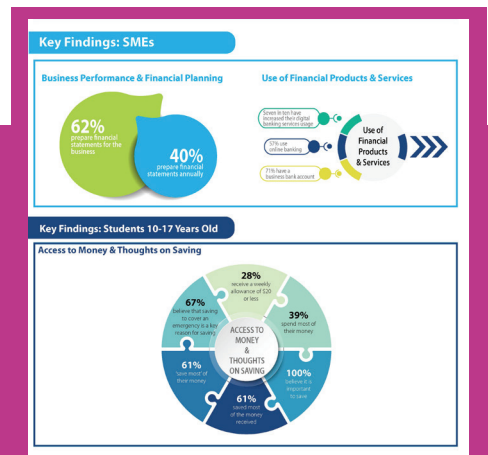 Key Findings: SMEs
Business Performance & Financial Planning
62%
prepare financial
statements for the
business
40%
prepare financial
statements annually
Use of Financial Products & Services
Seven in ten have
increased their digital
banking services usage
57% use
online banking
71% have a
business bank account
Use of
Financial
Products
& Services
Key Findings: Students 10-17 Years Old
Access to Money & Thoughts on Saving
28%
receive a weekly
allowance of $20
or less
39%
spend most of
their money
100%
believe it is
important
to save
61%
saved most
of the money
received
61%
Save most of
their money
67%
believe that saving
to cover an
emergency is a key
reason for saving
ACCESS TO
MONEY
&
THOUGHTS
ON SAVING